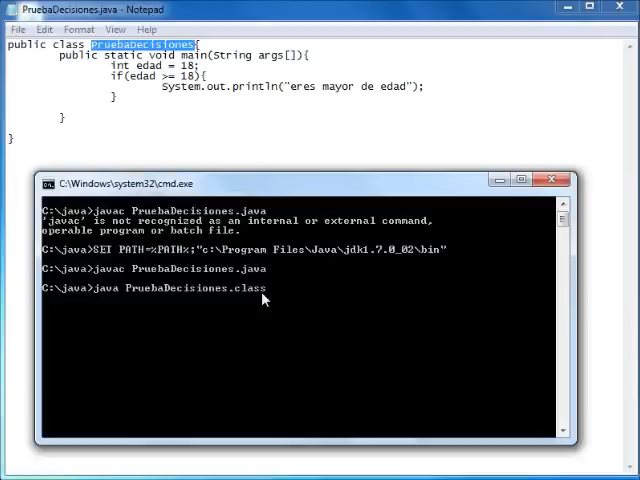 PruebaDecisiones.java - Notepad
File Edit Format View Help
public class PruebaDecisiones{
public static void main(String args[]){
int edad = 18;
if(edad >= 18){
System.out.println("eres mayor de edad");
}
}
}
C:\Windows\system32\cmd.exe
C:\java>javac PruebaDecisiones.java
'javac' is not recognized as an internal or external command,
operable program or batch file.
C:\java>SET PATH=%PATH%;"c:\Program Files\Java\jdk1.7.0_02\bin"
C:\java>javac PruebaDecisiones.java
C:\java>java PruebaDecisiones.class